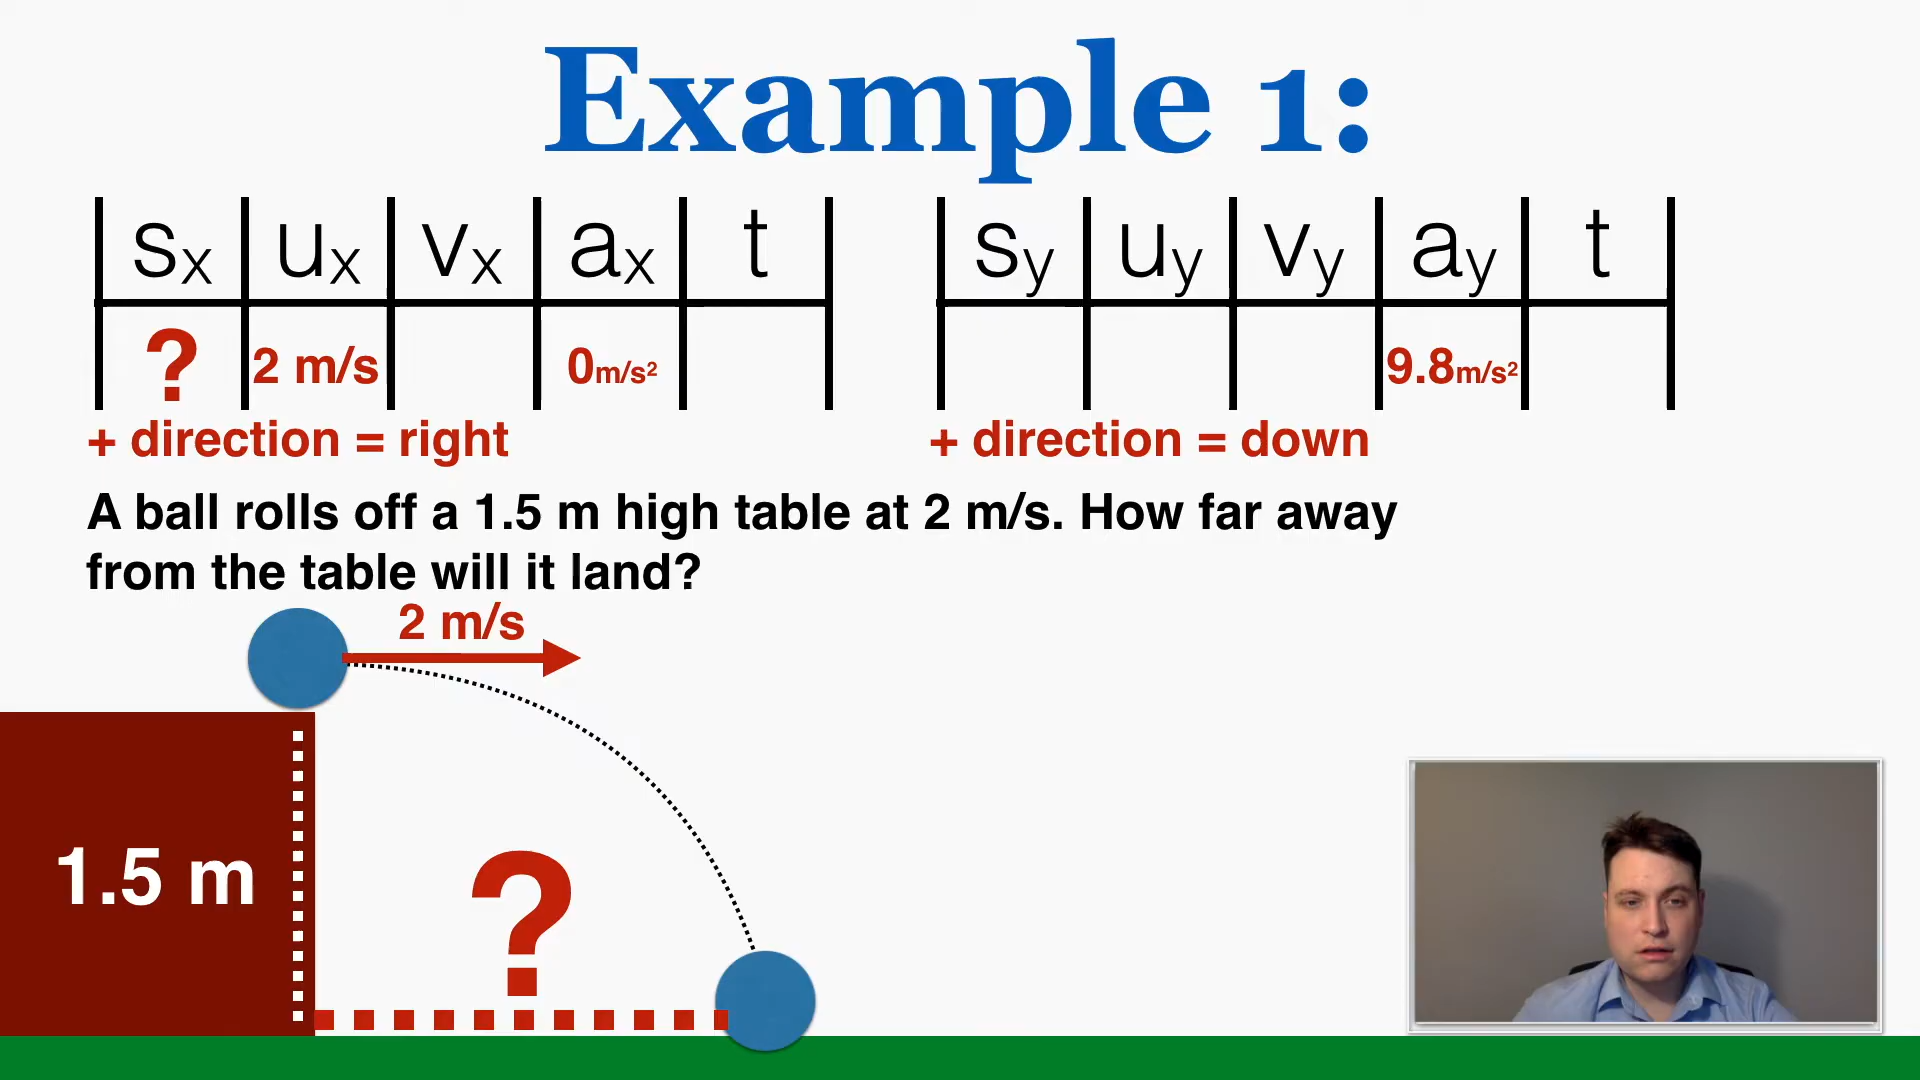 Example 1:
sx ux vx ax t
sy uy vy ay t
? 2 m/s 0m/s²
9.8m/s²
+ direction = right
+ direction = down
A ball rolls off a 1.5 m high table at 2 m/s. How far away
from the table will it land?
2 m/s
1.5 m
?